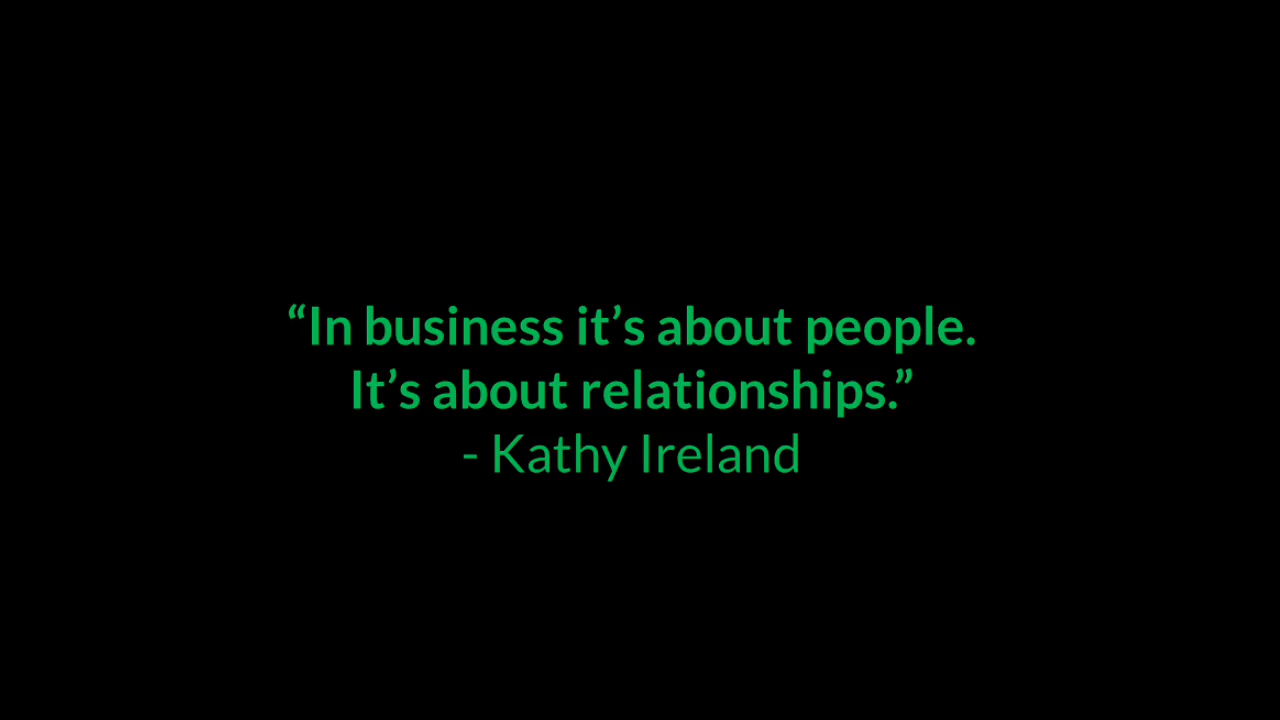 “In business it’s about people.
It’s about relationships.”
- Kathy Ireland